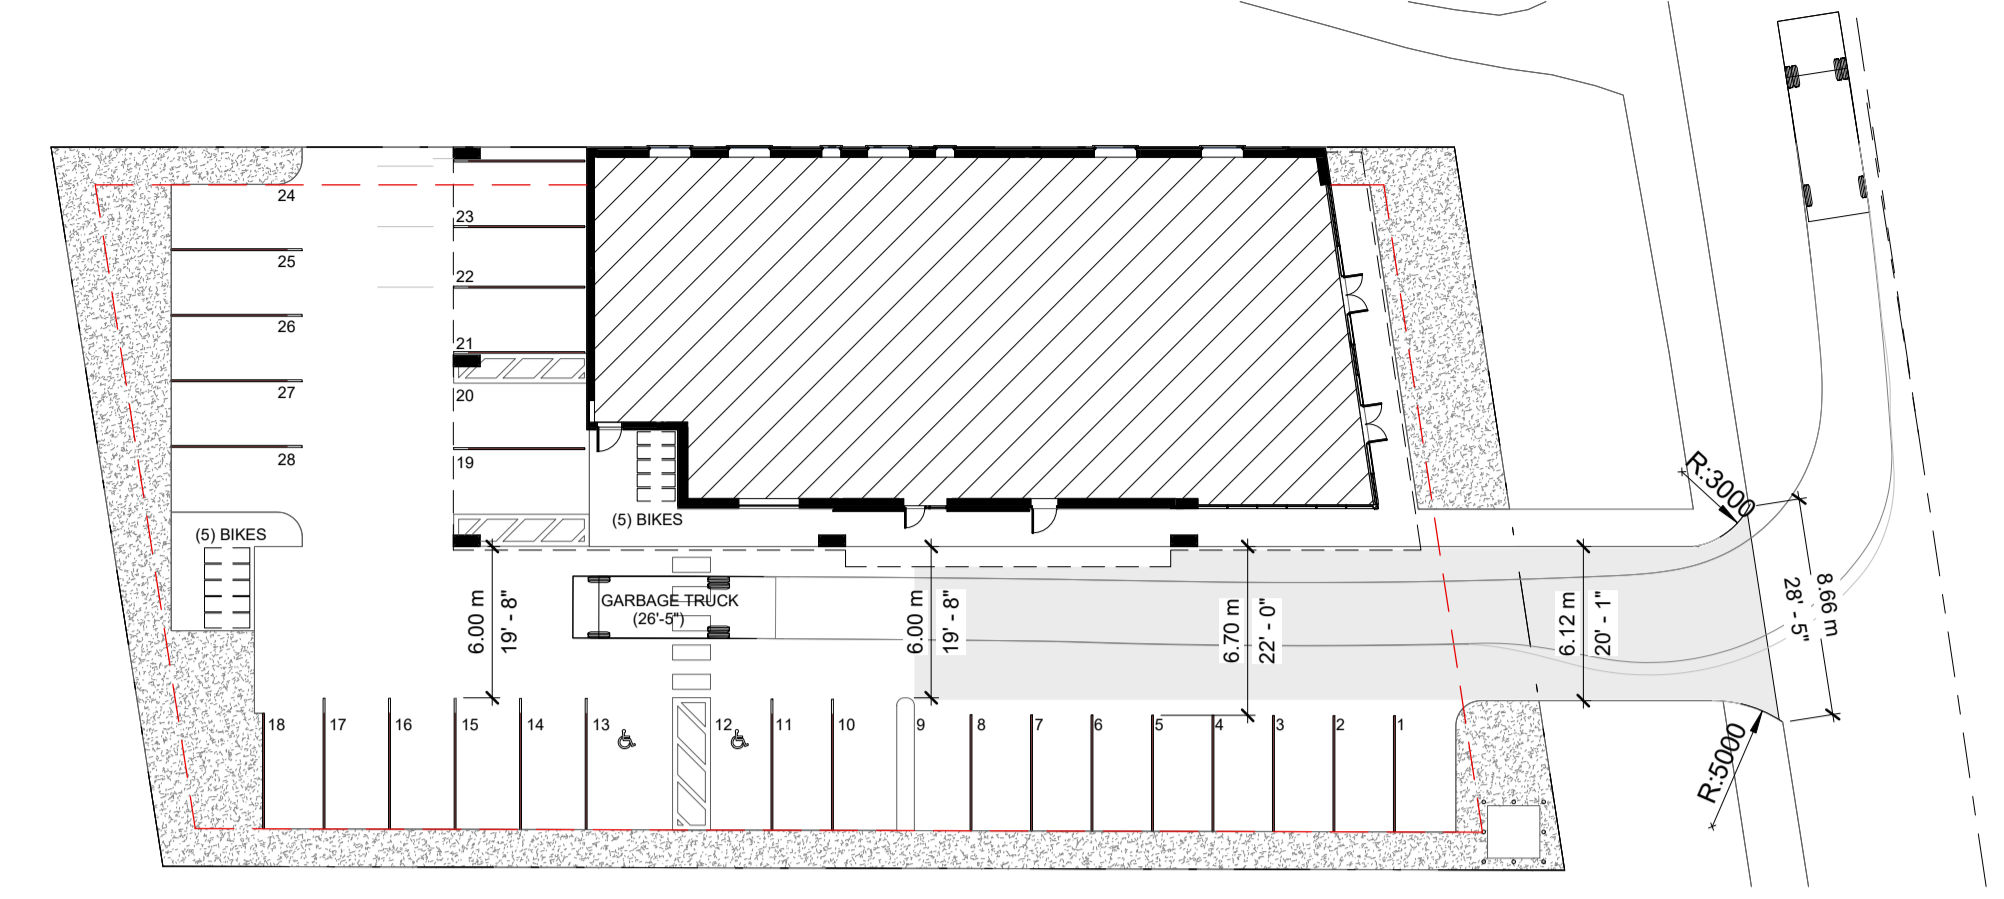 24
25
26
27
28
23
22
21
20
19
(5) BIKES
(5) BIKES
GARBAGE TRUCK
(26'-5")
6.00 m
19' - 8"
6.00 m
19' - 8"
6.70 m
22' - 0"
6.12 m
20' - 1"
8.66 m
28' - 5"
R:3000
R:5000
18
17
16
15
14
13
12
11
10
9
8
7
6
5
4
3
2
1